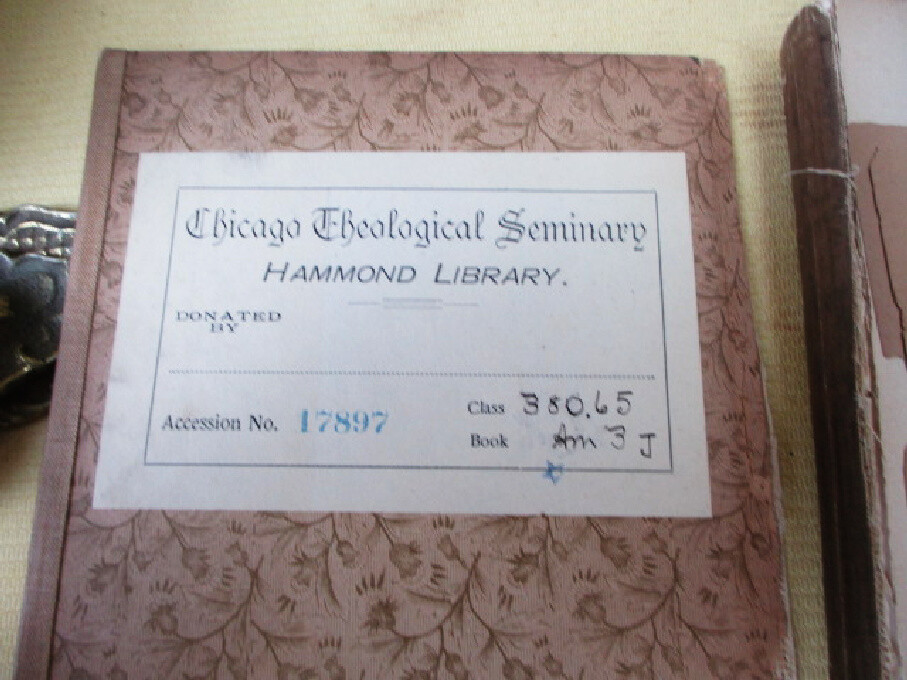 Chicago Theological Seminary
HAMMOND LIBRARY.
DONATED
BY
Accession No. 17897
Class 380.65
Book Am 3 J